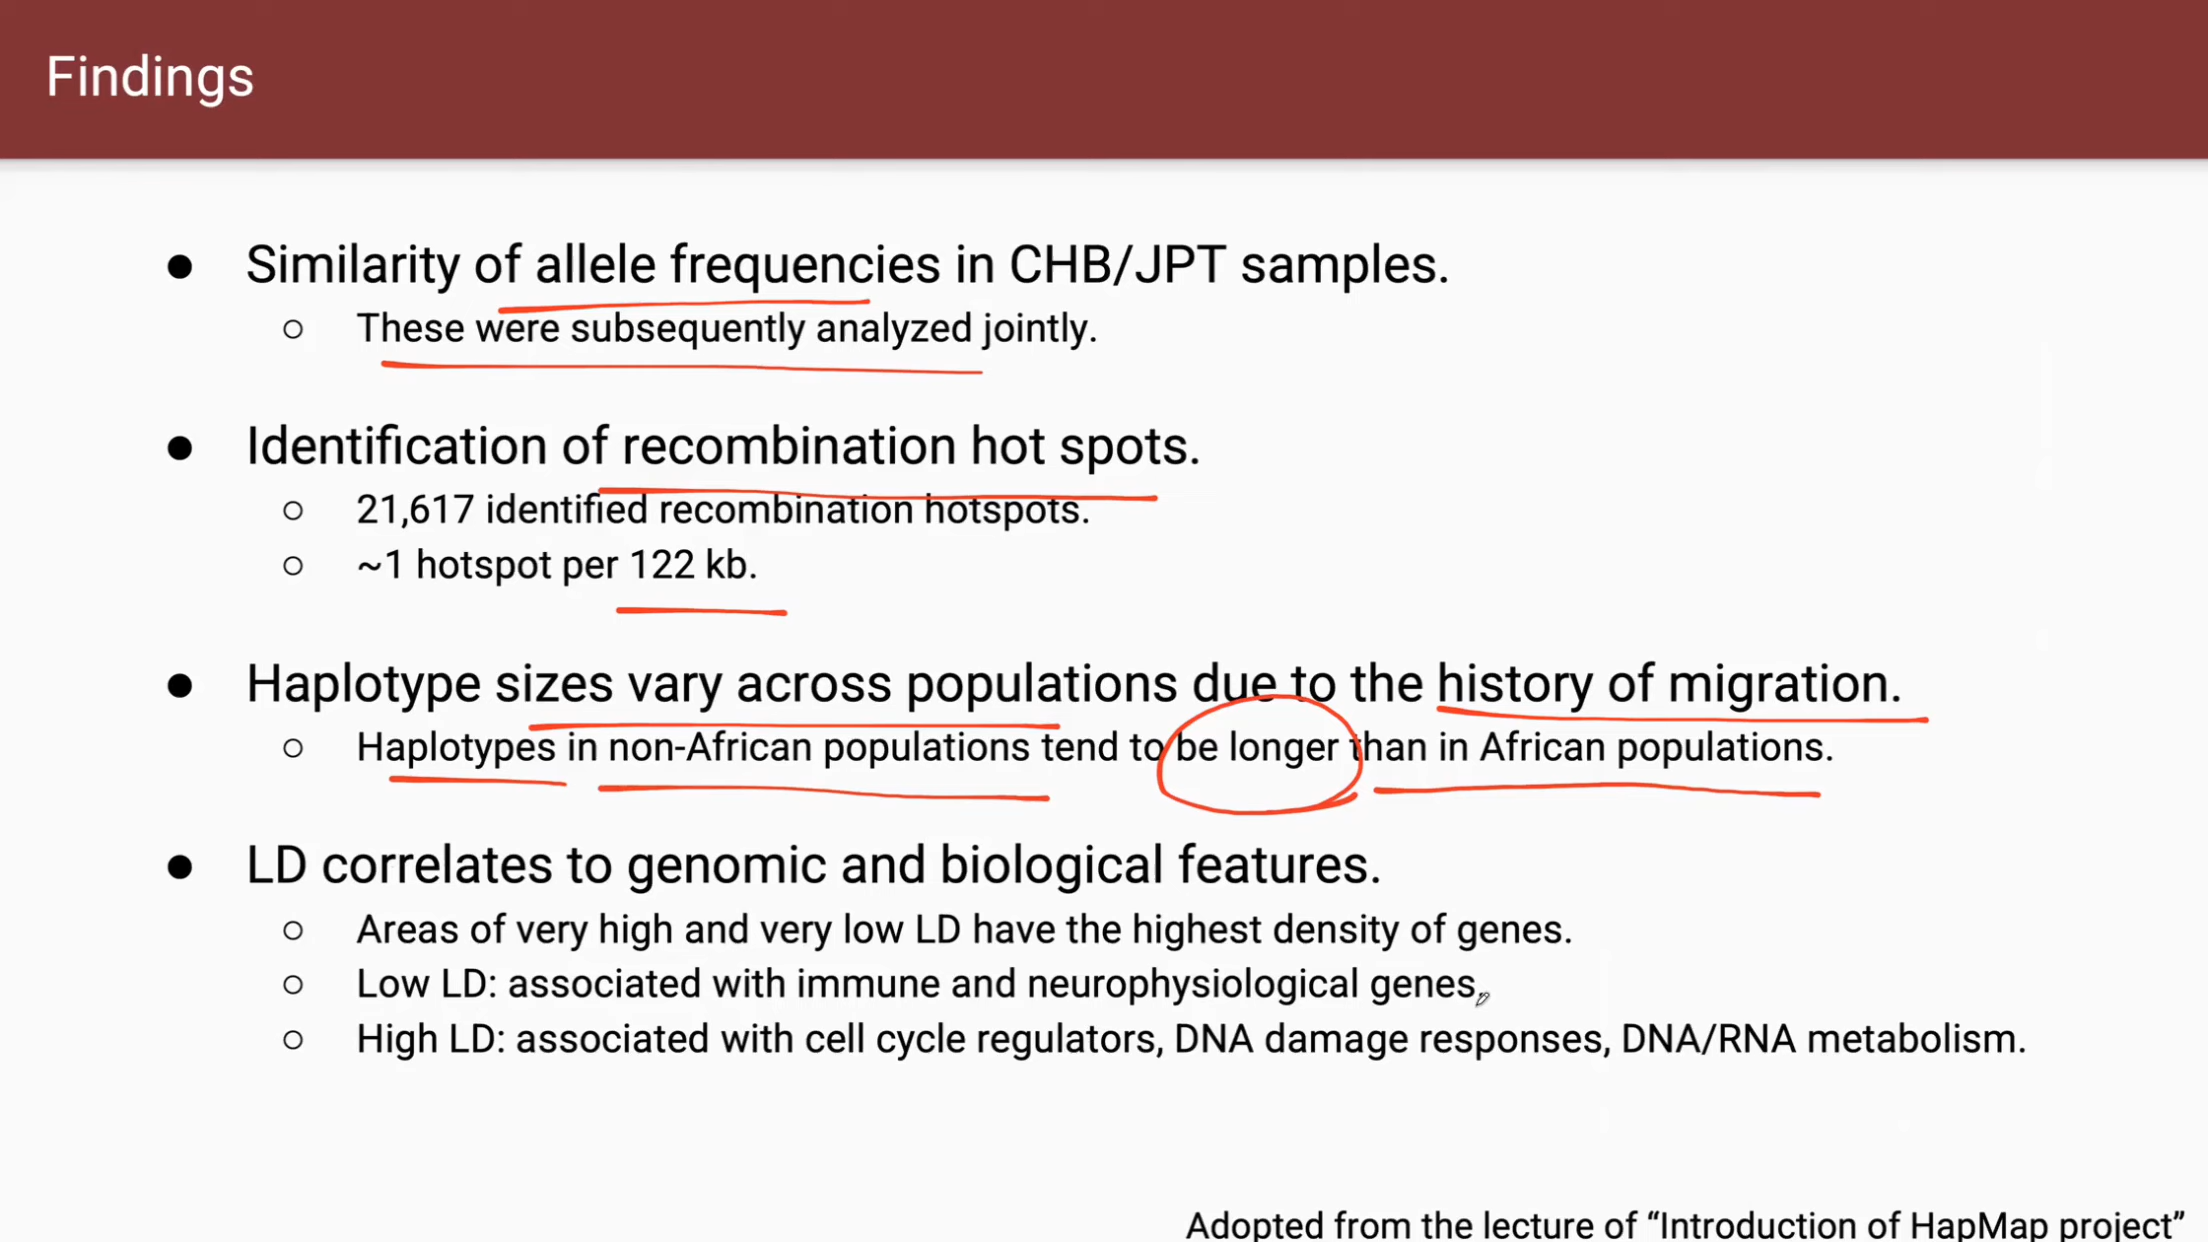 Findings
● Similarity of allele frequencies in CHB/JPT samples.
○ These were subsequently analyzed jointly.
● Identification of recombination hot spots.
○ 21,617 identified recombination hotspots.
○ ~1 hotspot per 122 kb.
● Haplotype sizes vary across populations due to the history of migration.
○ Haplotypes in non-African populations tend to be longer than in African populations.
● LD correlates to genomic and biological features.
○ Areas of very high and very low LD have the highest density of genes.
○ Low LD: associated with immune and neurophysiological genes,
○ High LD: associated with cell cycle regulators, DNA damage responses, DNA/RNA metabolism.
Adopted from the lecture of “Introduction of HapMap project”